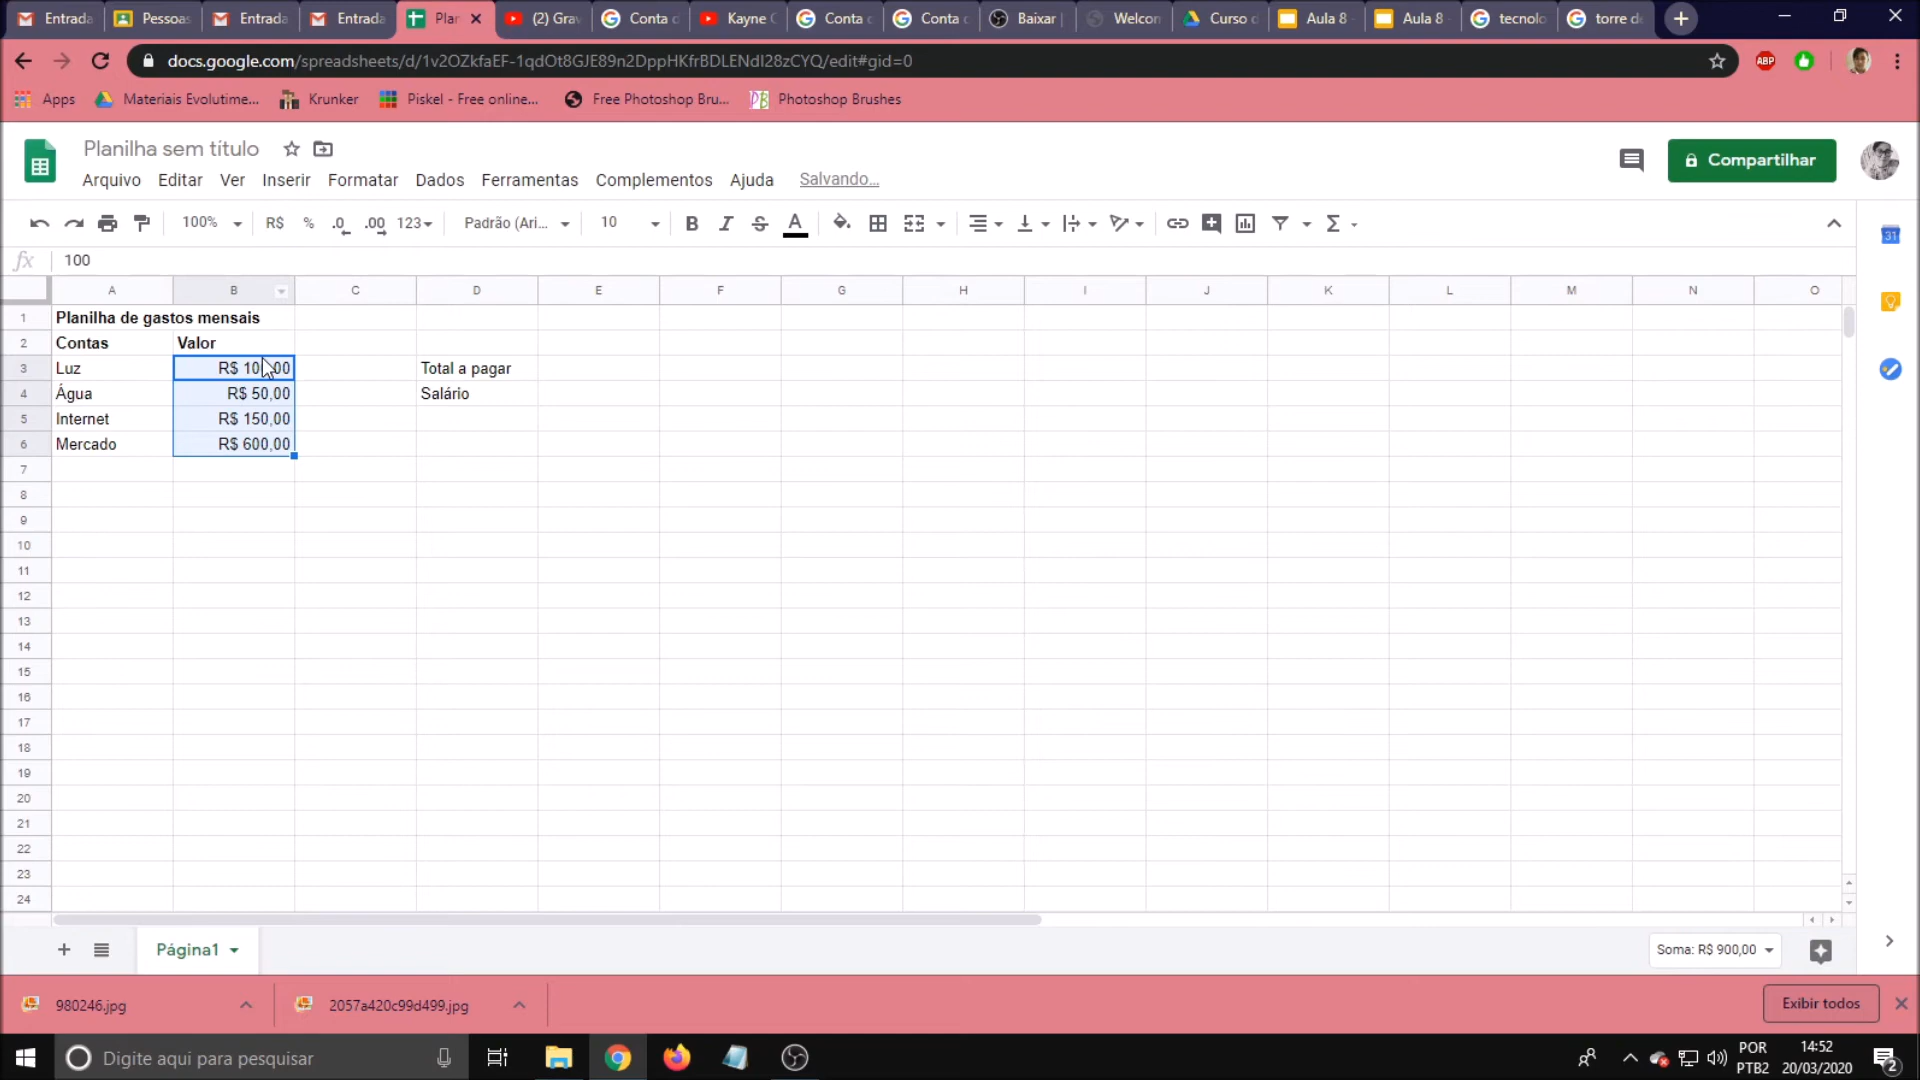 Entrada
Pessoas
Entrada
Entrada
Plar
(2) Grav
Conta d
Kayne C
Conta c
Conta c
Baixar
Welcon
Curso d
Aula 8
Aula 8
tecnolo
torre de
docs.google.com/spreadsheets/d/1v2OZkfaEF-1qdOt8GJE89n2DppHKfrBDLENdI28zCYQ/edit#gid=0
ABP
Apps
Materiais Evolutime...
Krunker
Piskel - Free online...
Free Photoshop Bru...
Photoshop Brushes
Planilha sem título
Compartilhar
Arquivo Editar Ver Inserir Formatar Dados Ferramentas Complementos Ajuda Salvando...
100% R$ % .0 .00 123 Padrão (Ari... 10 B I S A Σ
31
fx 100
A B C D E F G H I J K L M N O
1 Planilha de gastos mensais
2 Contas Valor
3 Luz R$ 100,00 Total a pagar
4 Água R$ 50,00 Salário
5 Internet R$ 150,00
6 Mercado R$ 600,00
7
8
9
10
11
12
13
14
15
16
17
18
19
20
21
22
23
24
Página1
Soma: R$ 900,00
980246.jpg
2057a420c99d499.jpg
Exibir todos
Digite aqui para pesquisar
POR
PTB2
14:52
20/03/2020
2